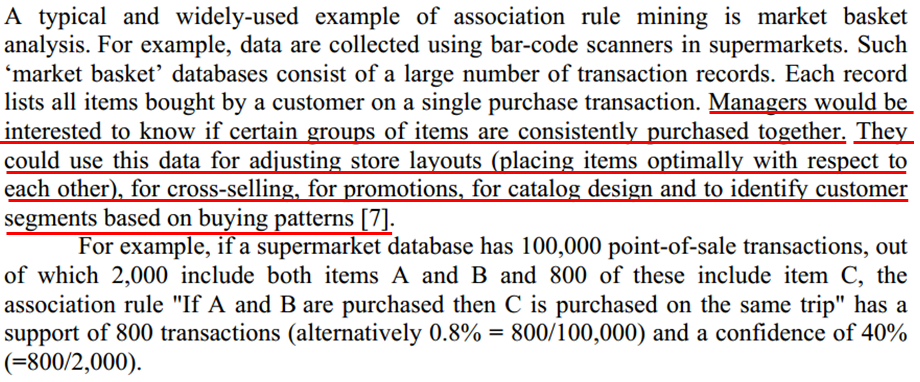 A typical and widely-used example of association rule mining is market basket
analysis. For example, data are collected using bar-code scanners in supermarkets. Such
‘market basket’ databases consist of a large number of transaction records. Each record
lists all items bought by a customer on a single purchase transaction. Managers would be
interested to know if certain groups of items are consistently purchased together. They
could use this data for adjusting store layouts (placing items optimally with respect to
each other), for cross-selling, for promotions, for catalog design and to identify customer
segments based on buying patterns [7].
For example, if a supermarket database has 100,000 point-of-sale transactions, out
of which 2,000 include both items A and B and 800 of these include item C, the
association rule "If A and B are purchased then C is purchased on the same trip" has a
support of 800 transactions (alternatively 0.8% = 800/100,000) and a confidence of 40%
(=800/2,000).